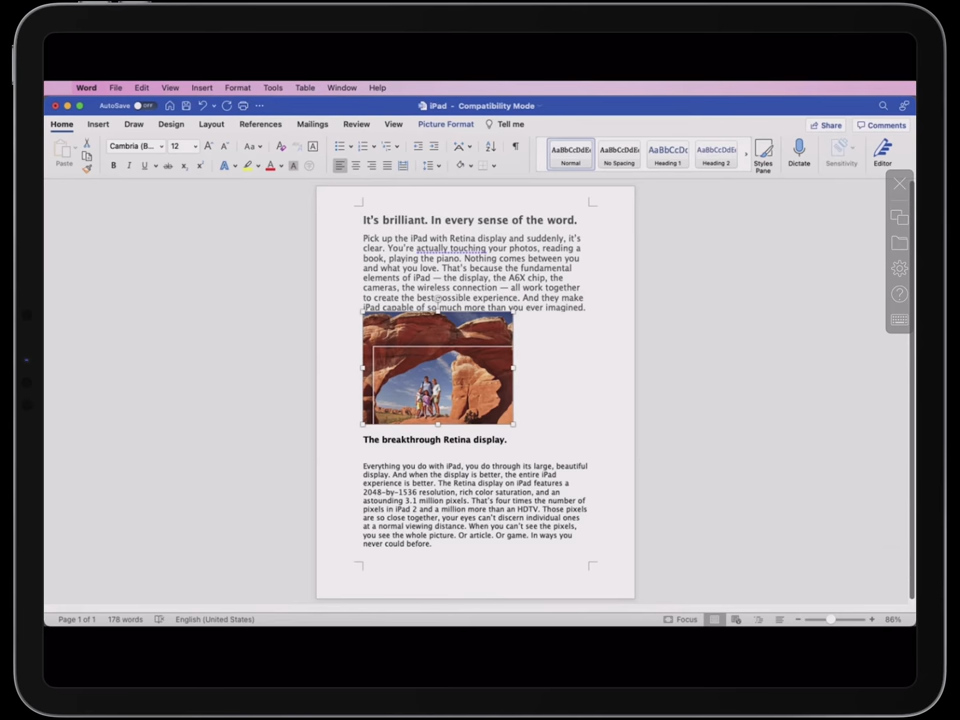 Word File Edit View Insert Format Tools Table Window Help
AutoSave OFF iPad - Compatibility Mode
Home Insert Draw Design Layout References Mailings Review View Picture Format Tell me Share Comments
Paste Cambria (B... 12 Aa AaBbCcDdEe AaBbCcDdEe AaBbCcDc AaBbCcDdEe
Normal No Spacing Heading 1 Heading 2 Styles Pane Dictate Sensitivity Editor
It's brilliant. In every sense of the word.
Pick up the iPad with Retina display and suddenly, it's
clear. You're actually touching your photos, reading a
book, playing the piano. Nothing comes between you
and what you love. That's because the fundamental
elements of iPad — the display, the A6X chip, the
cameras, the wireless connection — all work together
to create the best possible experience. And they make
iPad capable of so much more than you ever imagined.
The breakthrough Retina display.
Everything you do with iPad, you do through its large, beautiful
display. And when the display is better, the entire iPad
experience is better. The Retina display on iPad features a
2048-by-1536 resolution, rich color saturation, and an
astounding 3.1 million pixels. That's four times the number of
pixels in iPad 2 and a million more than an HDTV. Those pixels
are so close together, your eyes can't discern individual ones
at a normal viewing distance. When you can't see the pixels,
you see the whole picture. Or article. Or game. In ways you
never could before.
Page 1 of 1 178 words English (United States) Focus 86%